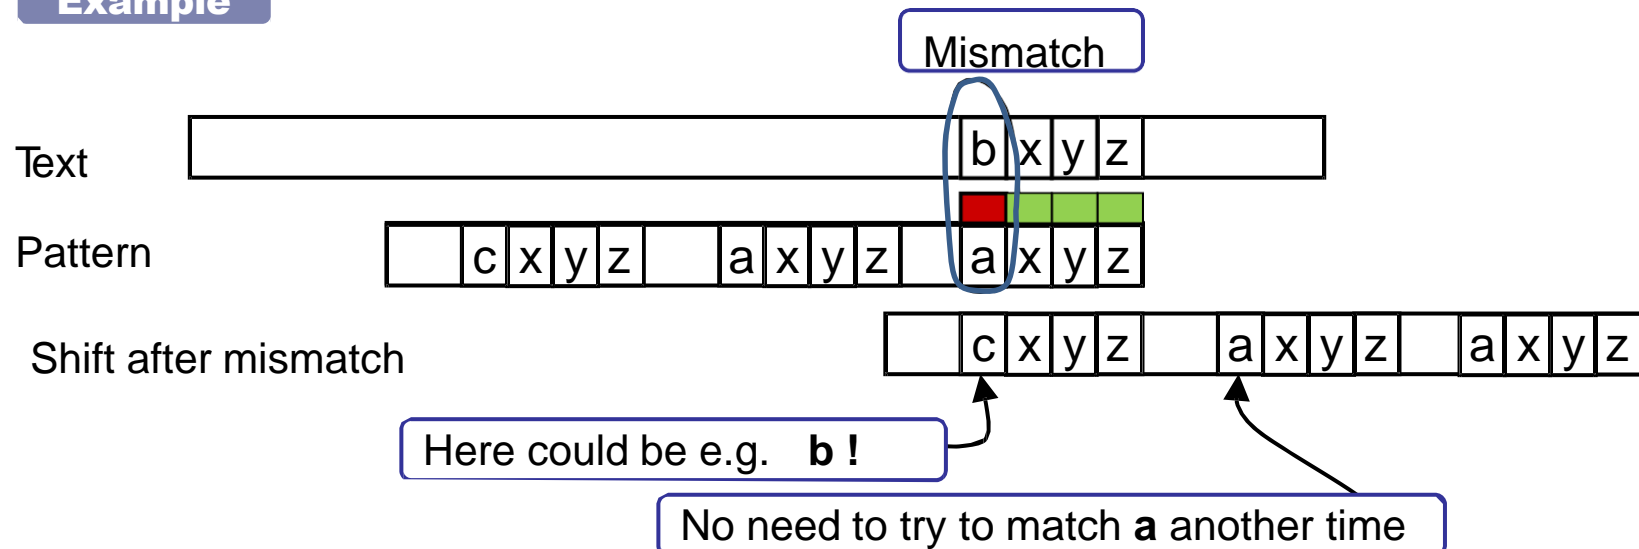 Example
Mismatch
Text b x y z
Pattern c x y z a x y z a x y z
Shift after mismatch c x y z a x y z a x y z
Here could be e.g. b !
No need to try to match a another time